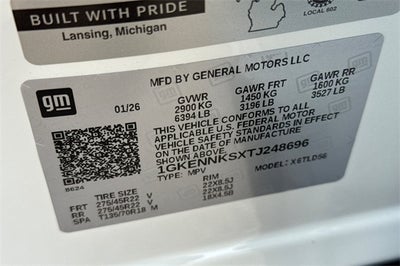 BUILT WITH PRIDE
Lansing, Michigan
LOCAL 602
gm
01/26
MFD BY GENERAL MOTORS LLC
GVWR GAWR FRT GAWR RR
2900 KG 1450 KG 1600 KG
6394 LB 3196 LB 3527 LB
THIS VEHICLE CONFORMS TO ALL
APPLICABLE U.S. FEDERAL MOTOR
VEHICLE SAFETY STANDARDS IN EFFECT
ON THE DATE OF MANUFACTURE
SHOWN ABOVE.
1GKENNKSXTJ248696
TYPE: MPV MODEL: X6TLD56
8624
TIRE SIZE RIM
FRT 275/45R22 V 22X8.5J
RR 275/45R22 V 22X8.5J
SPA T135/70R18 M 18X4.5B